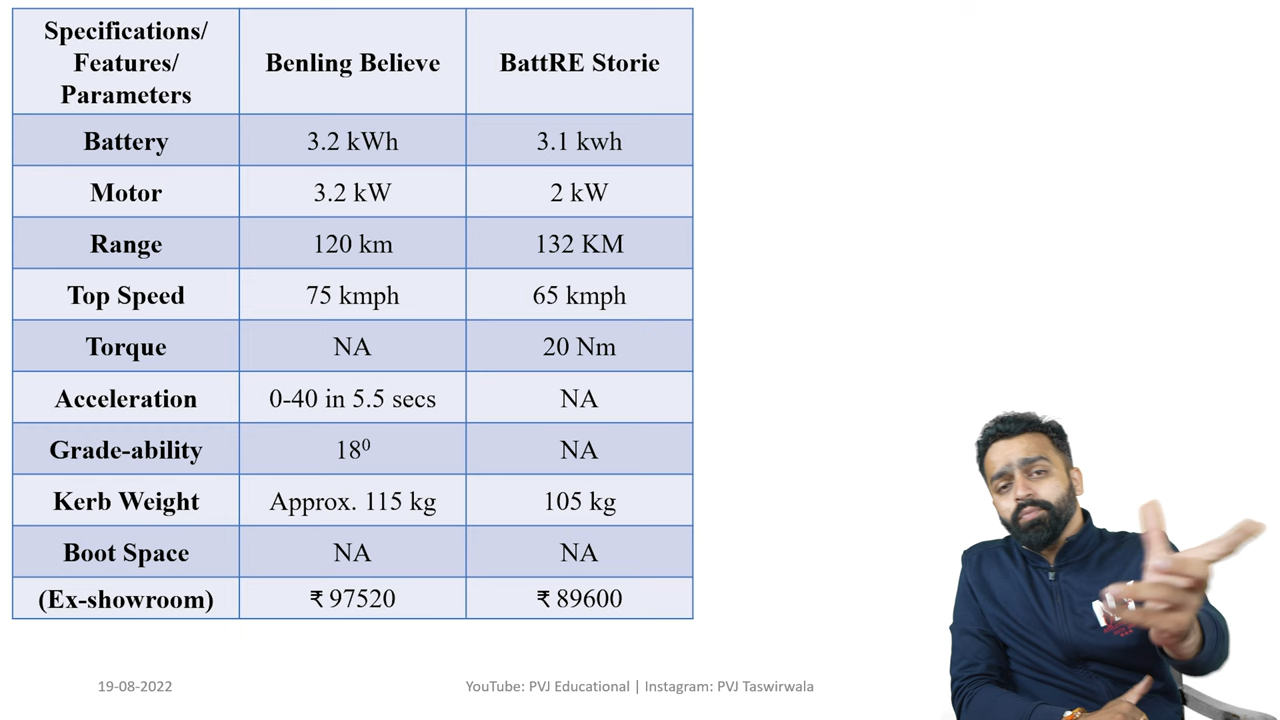 Specifications/
Features/
Parameters
Benling Believe
BattRE Storie
Battery
3.2 kWh
3.1 kwh
Motor
3.2 kW
2 kW
Range
120 km
132 KM
Top Speed
75 kmph
65 kmph
Torque
NA
20 Nm
Acceleration
0-40 in 5.5 secs
NA
Grade-ability
18⁰
NA
Kerb Weight
Approx. 115 kg
105 kg
Boot Space
NA
NA
(Ex-showroom)
₹ 97520
₹ 89600
19-08-2022
YouTube: PVJ Educational | Instagram: PVJ Taswirwala